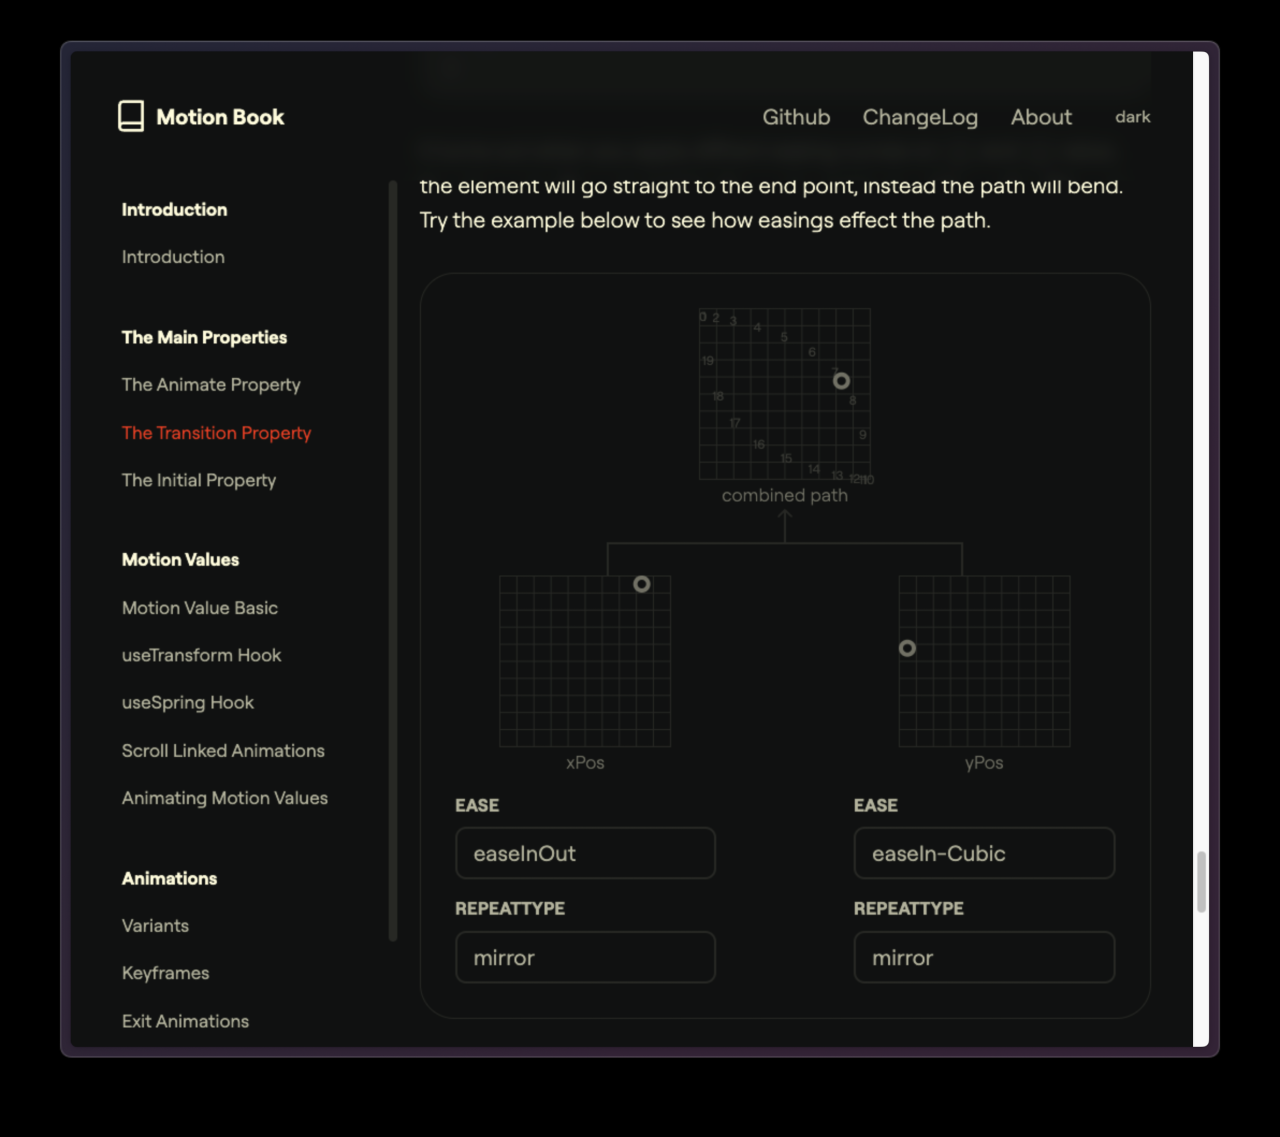 Motion Book
Github ChangeLog About dark
Introduction
Introduction
The Main Properties
The Animate Property
The Transition Property
The Initial Property
Motion Values
Motion Value Basic
useTransform Hook
useSpring Hook
Scroll Linked Animations
Animating Motion Values
Animations
Variants
Keyframes
Exit Animations
the element will go straight to the end point, instead the path will bend.
Try the example below to see how easings effect the path.
0 2 3 4 5 6 7 8 9 10
12 13 14 15 16 17 18 19
combined path
xPos
yPos
EASE
easeInOut
REPEATTYPE
mirror
EASE
easeIn-Cubic
REPEATTYPE
mirror